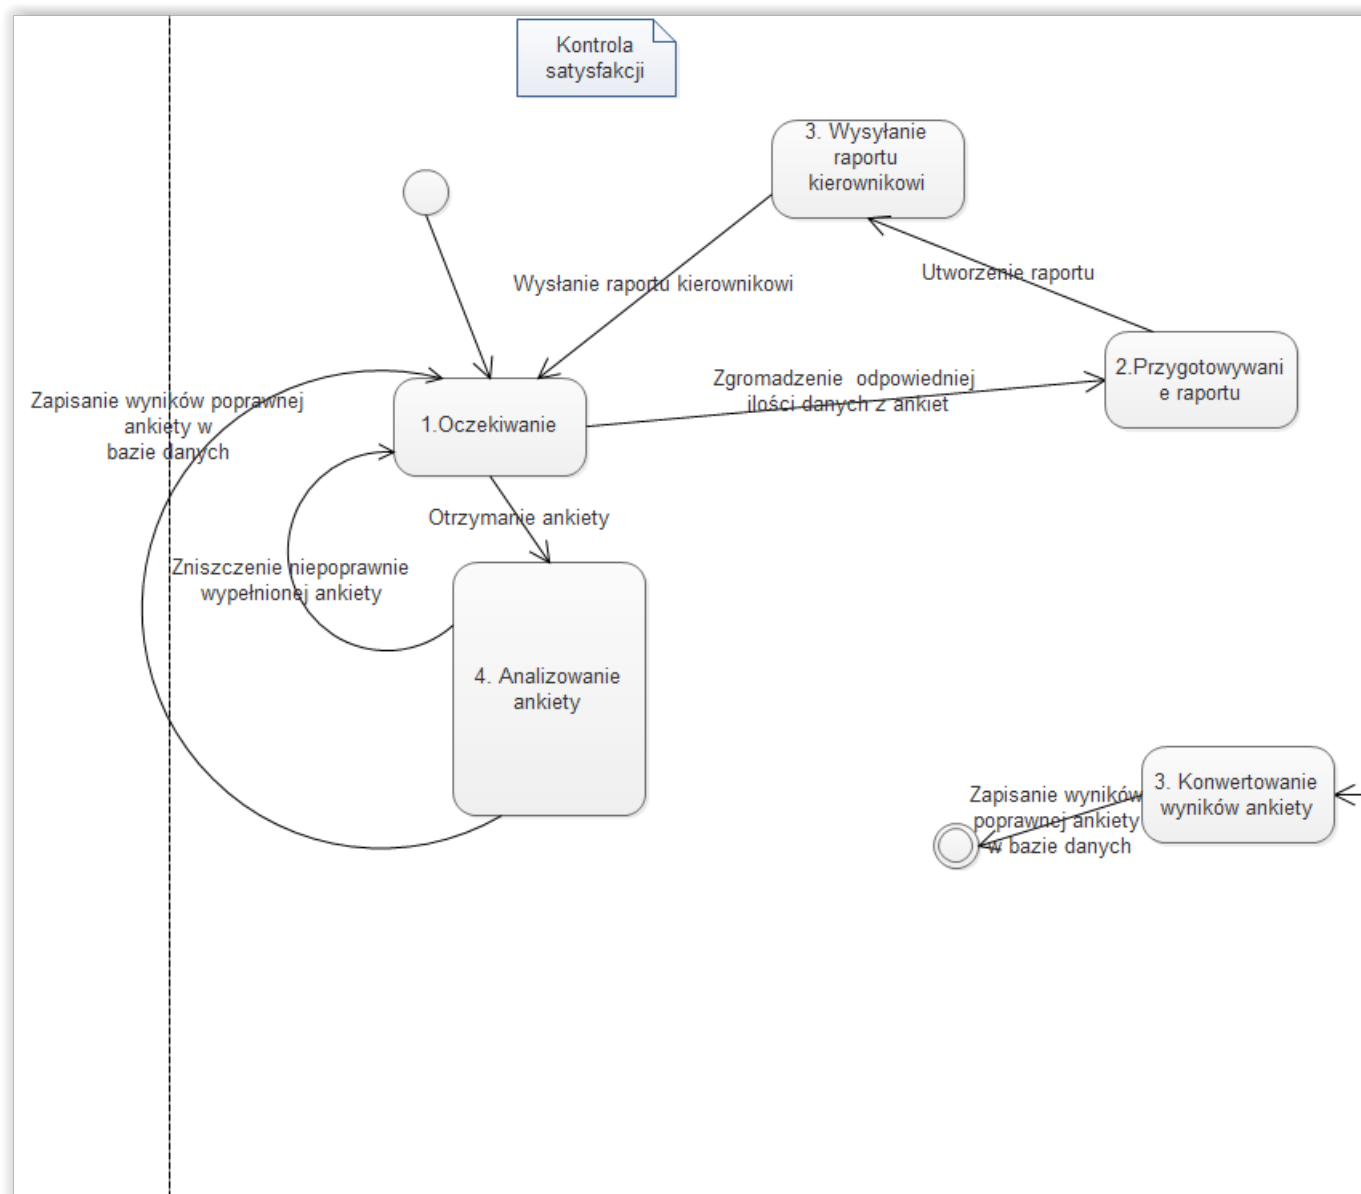 Kontrola
satysfakcji
3. Wysyłanie
raportu
kierownikowi
Wysłanie raportu kierownikowi
Utworzenie raportu
2.Przygotowywani
e raportu
Zgromadzenie odpowiedniej
ilości danych z ankiet
Zapisanie wyników poprawnej
ankiety w
bazie danych
1.Oczekiwanie
Otrzymanie ankiety
Zniszczenie niepoprawnie
wypełnionej ankiety
4. Analizowanie
ankiety
3. Konwertowanie
wyników ankiety
Zapisanie wyników
poprawnej ankiety
w bazie danych